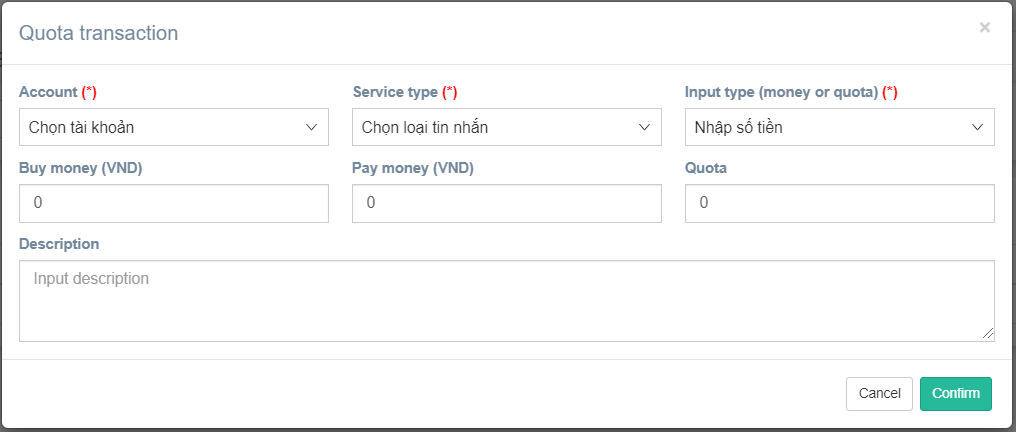 Quota transaction ×
Account (*) Service type (*) Input type (money or quota) (*)
Chọn tài khoản Chọn loại tin nhắn Nhập số tiền
Buy money (VND) Pay money (VND) Quota
0 0 0
Description
Input description
Cancel Confirm